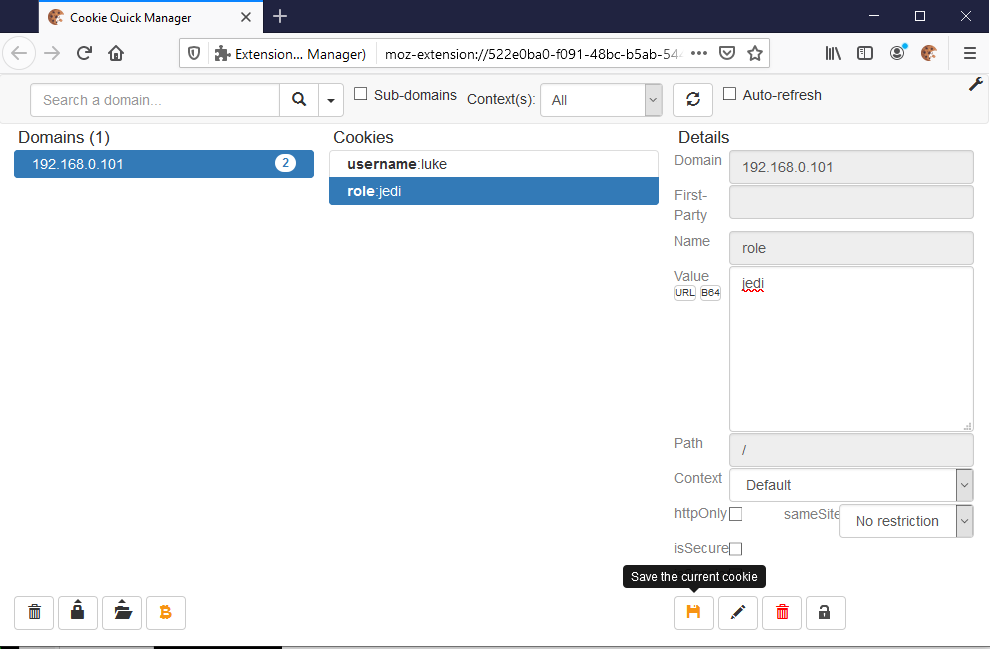 Cookie Quick Manager
Extension... Manager)
moz-extension://522e0ba0-f091-48bc-b5ab-544
Search a domain...
Sub-domains
Context(s):
All
Auto-refresh
Domains (1)
Cookies
Details
192.168.0.101
2
username:luke
role:jedi
Domain
192.168.0.101
First-
Party
Name
role
Value
URL
B64
jedi
Path
/
Context
Default
httpOnly
sameSite
No restriction
isSecure
Save the current cookie